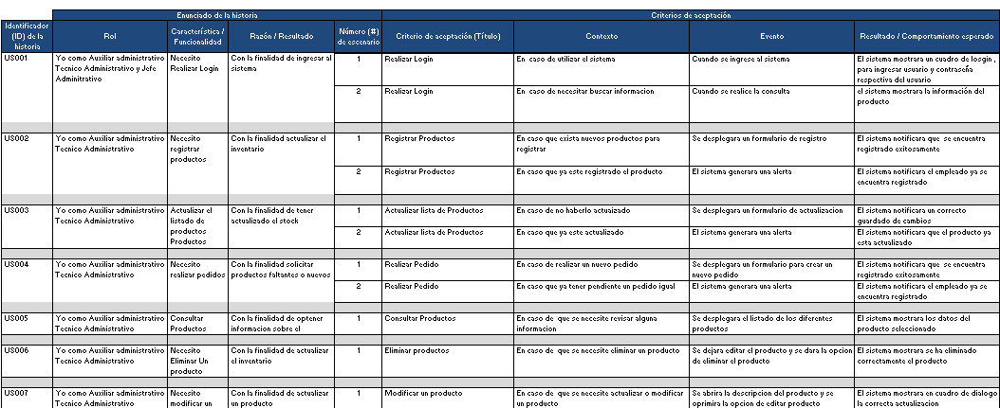 Enunciado de la historia
Criterios de aceptación
Identificador
(ID) de la
historia
Rol
Característica /
Funcionalidad
Razón / Resultado
Número (#)
de escenario
Criterio de aceptación (Título)
Contexto
Evento
Resultado / Comportamiento esperado
US001
Yo como Auxiliar administrativo
Tecnico Administrativo y Jefe
Adminitrativo
Necesito
Realizar Login
Con la finalidad de ingresar al
sistema
1
Realizar Login
En caso de utilizar el sistema
Cuando se ingrese al sistema
El sistema mostrara un cuadro de losgin ,
para ingresar usuario y contraseña
respectiva del usuario
2
Realizar Login
En caso de necesitar buscar informacion
Cuando se realice la consulta
el sistema mostrara la información del
producto
US002
Yo como Auxiliar administrativo
Tecnico Administrativo
Necesito
registrar
productos
Con la finalidad actualizar el
inventario
1
Registrar Productos
En caso que exista nuevos productos para
registrar
Se desplegara un formulario de registro
El sistema notificara que se encuentra
registrado exitosamente
2
Registrar Productos
En caso que ya este registrado el producto
El sistema generara una alerta
El sistema notificara el empleado ya se
encuentra registrado
US003
Yo como Auxiliar administrativo
Tecnico Administrativo
Actualizar el
listado de
productos
Productos
Con la finalidad de tener
actualizado el stock
1
Actualizar lista de Productos
En caso de no haberlo actuaizado
Se desplegara un formulario de actualizacion
El sistema notificara un correcto
guardado de cambios
2
Actualizar lista de Productos
En caso que ya este actualizado
El sistema generara una alerta
El sistema notificara que el producto ya
esta actualizado
US004
Yo como Auxiliar administrativo
Tecnico Administrativo
Necesito
realizar pedidos
Con la finalidad solicitar
productos faltantes o nuevos
1
Realizar Pedido
En caso de realizar un nuevo pedido
Se desplegara un formulario para crear un
nuevo pedido
El sistema notificara que se encuentra
registrado exitosamente
2
Realizar Pedido
En caso que ya tener pendiente un pedido igual
El sistema generara una alerta
El sistema notificara el empleado ya se
encuentra registrado
US005
Yo como Auxiliar administrativo
Tecnico Administrativo
Consultar
Productos
Con la finalidad de optener
informacion sobre el
1
Consultar Productos
En caso de que se necesite revisar alguna
informacion
Se desplegara el listado de los diferentes
productos
El sistema mostrara los datos del
producto seleccionado
US006
Yo como Auxiliar administrativo
Tecnico Administrativo
Necesito
Eliminar Un
producto
Con la finalidad de actualizar
el inventario
1
Eliminar productos
En caso de que se necesite eliminar un producto
Se dejara editar el producto y se dara la opcion
de eliminar el producto
El sistema mostrara se ha eliminado
correctamente el producto
US007
Yo como Auxiliar administrativo
Tecnico Administrativo
Necesito
modificar un
Con la finalidad de actualizar
un producto
1
Modificar un producto
En caso de que se necesite actualizar o modificar
un producto
Se abrira la descripcion del producto y se
oprimira la opcion de editar producto
El sistema mostrara en cuadro de dialogo
la correcta actualizacion